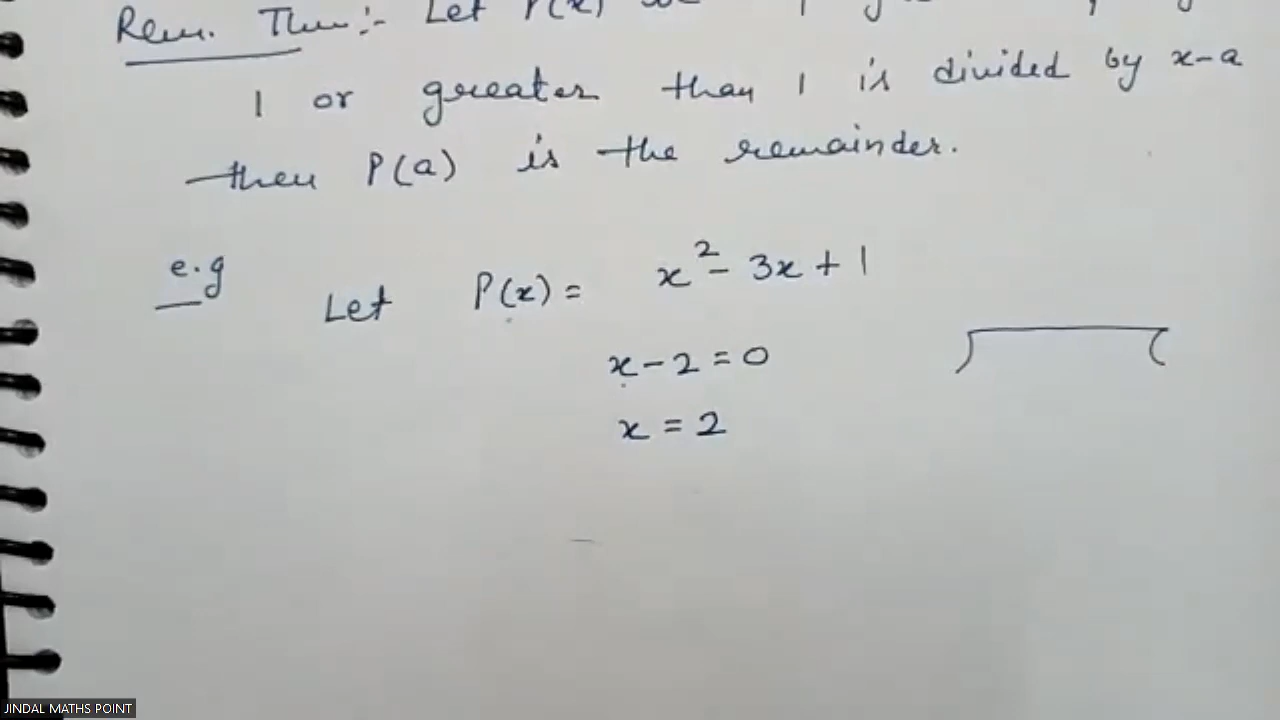 Rem. Thm:- Let P(x)
1 or greater than 1 is divided by x-a
then P(a) is the remainder.
e.g Let P(x) = x² - 3x + 1
x - 2 = 0
x = 2
JINDAL MATHS POINT